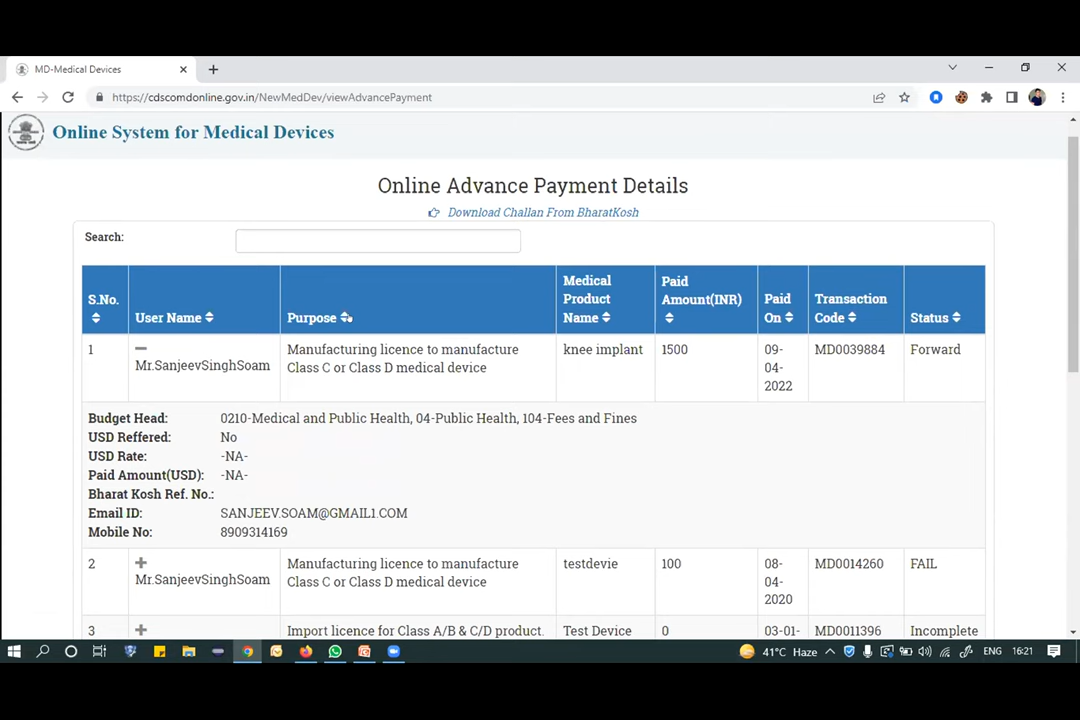 MD-Medical Devices
https://cdscomdonline.gov.in/NewMedDev/viewAdvancePayment
Online System for Medical Devices
Online Advance Payment Details
Download Challan From BharatKosh
Search:
S.No. User Name Purpose Medical Product Name Paid Amount(INR) Paid On Transaction Code Status
1 Mr.SanjeevSinghSoam Manufacturing licence to manufacture Class C or Class D medical device knee implant 1500 09-04-2022 MD0039884 Forward
Budget Head: 0210-Medical and Public Health, 04-Public Health, 104-Fees and Fines
USD Reffered: No
USD Rate: -NA-
Paid Amount(USD): -NA-
Bharat Kosh Ref. No.:
Email ID: SANJEEV.SOAM@GMAIL1.COM
Mobile No: 8909314169
2 Mr.SanjeevSinghSoam Manufacturing licence to manufacture Class C or Class D medical device testdevie 100 08-04-2020 MD0014260 FAIL
3 Import licence for Class A/B & C/D product. Test Device 0 03-01- MD0011396 Incomplete
41°C Haze ENG 16:21